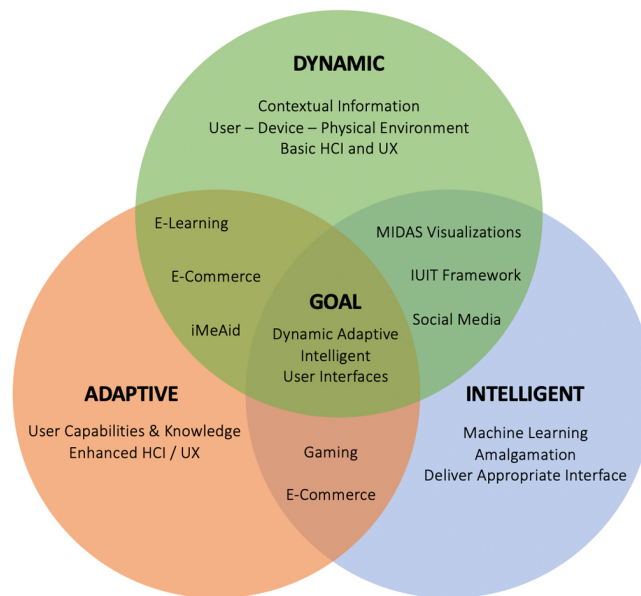 DYNAMIC
Contextual Information
User – Device – Physical Environment
Basic HCI and UX
E-Learning
E-Commerce
iMeAid
MIDAS Visualizations
IUIT Framework
Social Media
GOAL
Dynamic Adaptive
Intelligent
User Interfaces
ADAPTIVE
User Capabilities & Knowledge
Enhanced HCI / UX
INTELLIGENT
Machine Learning
Amalgamation
Deliver Appropriate Interface
Gaming
E-Commerce